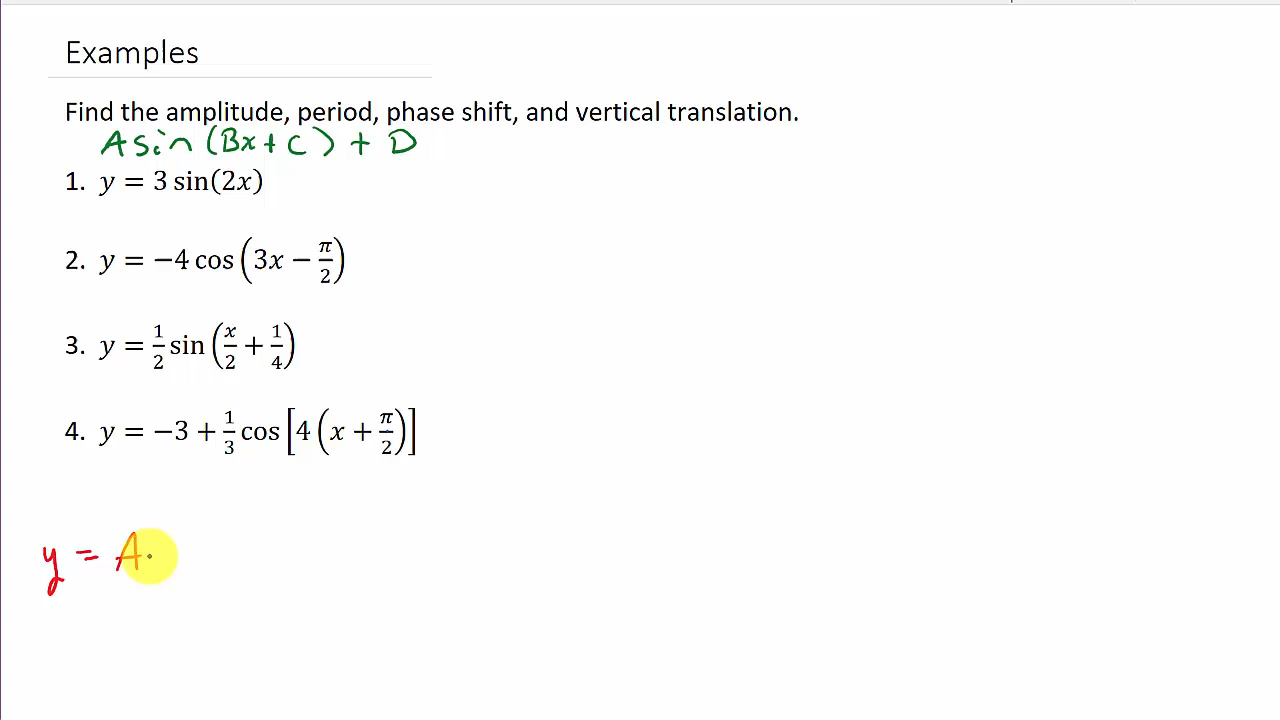 Examples
Find the amplitude, period, phase shift, and vertical translation.
A sin (Bx + C) + D
1. y = 3 sin(2x)
2. y = −4 cos(3x − π/2)
3. y = 1/2 sin(x/2 + 1/4)
4. y = −3 + 1/3 cos[4(x + π/2)]
y = A